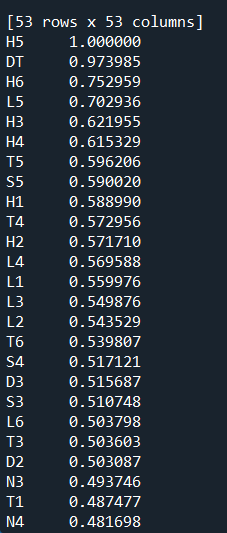 [53 rows x 53 columns]
H5 1.000000
DT 0.973985
H6 0.752959
L5 0.702936
H3 0.621955
H4 0.615329
T5 0.596206
S5 0.590020
H1 0.588990
T4 0.572956
H2 0.571710
L4 0.569588
L1 0.559976
L3 0.549876
L2 0.543529
T6 0.539807
S4 0.517121
D3 0.515687
S3 0.510748
L6 0.503798
T3 0.503603
D2 0.503087
N3 0.493746
T1 0.487477
N4 0.481698